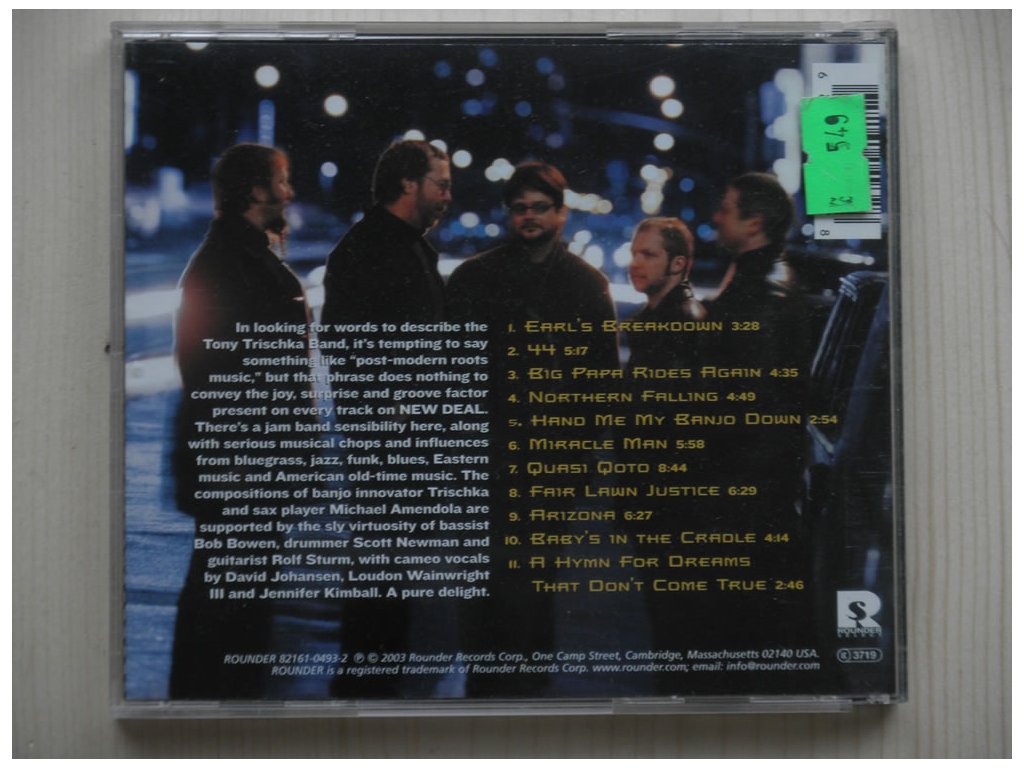 In looking for words to describe the
Tony Trischka Band, it's tempting to say
something like "post-modern roots
music," but that phrase does nothing to
convey the joy, surprise and groove factor
present on every track on NEW DEAL.
There's a jam band sensibility here, along
with serious musical chops and influences
from bluegrass, jazz, funk, blues, Eastern
music and American old-time music. The
compositions of banjo innovator Trischka
and sax player Michael Amendola are
supported by the sly virtuosity of bassist
Bob Bowen, drummer Scott Newman and
guitarist Rolf Sturm, with cameo vocals
by David Johansen, Loudon Wainwright
III and Jennifer Kimball. A pure delight.
1. Earl's Breakdown 3:28
2. 44 5:17
3. Big Papa Rides Again 4:35
4. Northern Falling 4:49
5. Hand Me My Banjo Down 2:54
6. Miracle Man 5:58
7. Quasi Qoto 8:44
8. Fair Lawn Justice 6:29
9. Arizona 6:27
10. Baby's in the Cradle 4:14
11. A Hymn For Dreams
That Don't Come True 2:46
6
549
8
R
ROUNDER
RECORDS
3719
ROUNDER 82161-0493-2 ℗ © 2003 Rounder Records Corp., One Camp Street, Cambridge, Massachusetts 02140 USA.
ROUNDER is a registered trademark of Rounder Records Corp. www.rounder.com; email: info@rounder.com